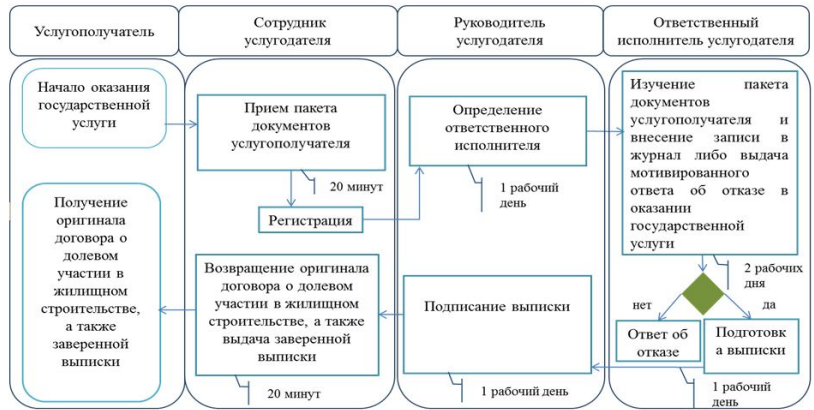 Услугополучатель
Сотрудник
услугодателя
Руководитель
услугодателя
Ответственный
исполнитель услугодателя
Начало оказания
государственной
услуги
Прием пакета
документов
услугополучателя
20 минут
Регистрация
Определение
ответственного
исполнителя
1 рабочий
день
Изучение пакета
документов
услугополучателя и
внесение записи в
журнал либо выдача
мотивированного
ответа об отказе в
оказании
государственной
услуги
2 рабочих
дня
нет
да
Ответ об
отказе
Подготовк
а выписки
1 рабочий
день
Подписание выписки
1 рабочий день
Возвращение оригинала
договора о долевом
участии в жилищном
строительстве, а также
выдача заверенной
выписки
20 минут
Получение
оригинала
договора о
долевом
участии в
жилищном
строительстве,
а также
заверенной
выписки